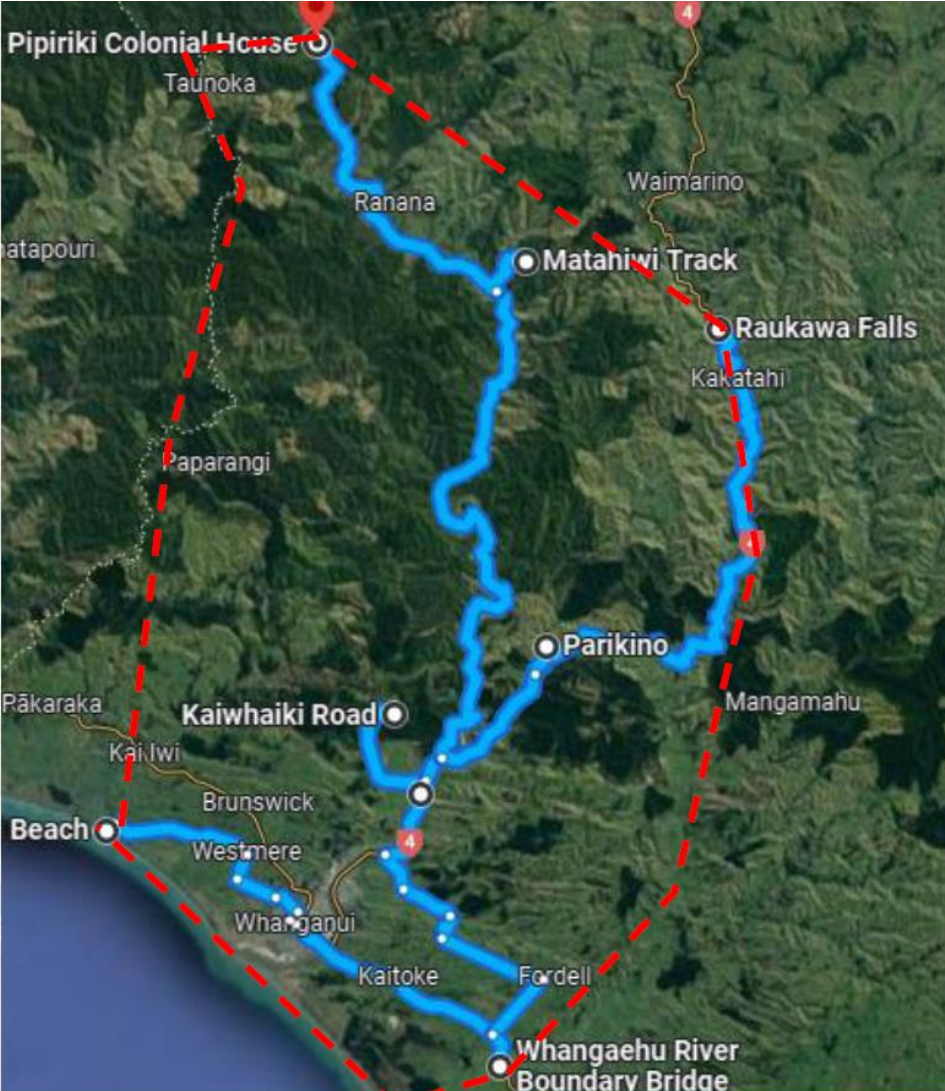 4
Pipiriki Colonial House
Taunoka
Waimarino
Ranana
atapouri
Matahiwi Track
Raukawa Falls
Kakatahi
Paparangi
4
Parikino
Pākaraka
Mangamahu
Kaiwhaiki Road
Kai Iwi
Brunswick
Beach
4
Westmere
Whanganui
Kaitoke
Fordell
Whangaehu River
Boundary Bridge